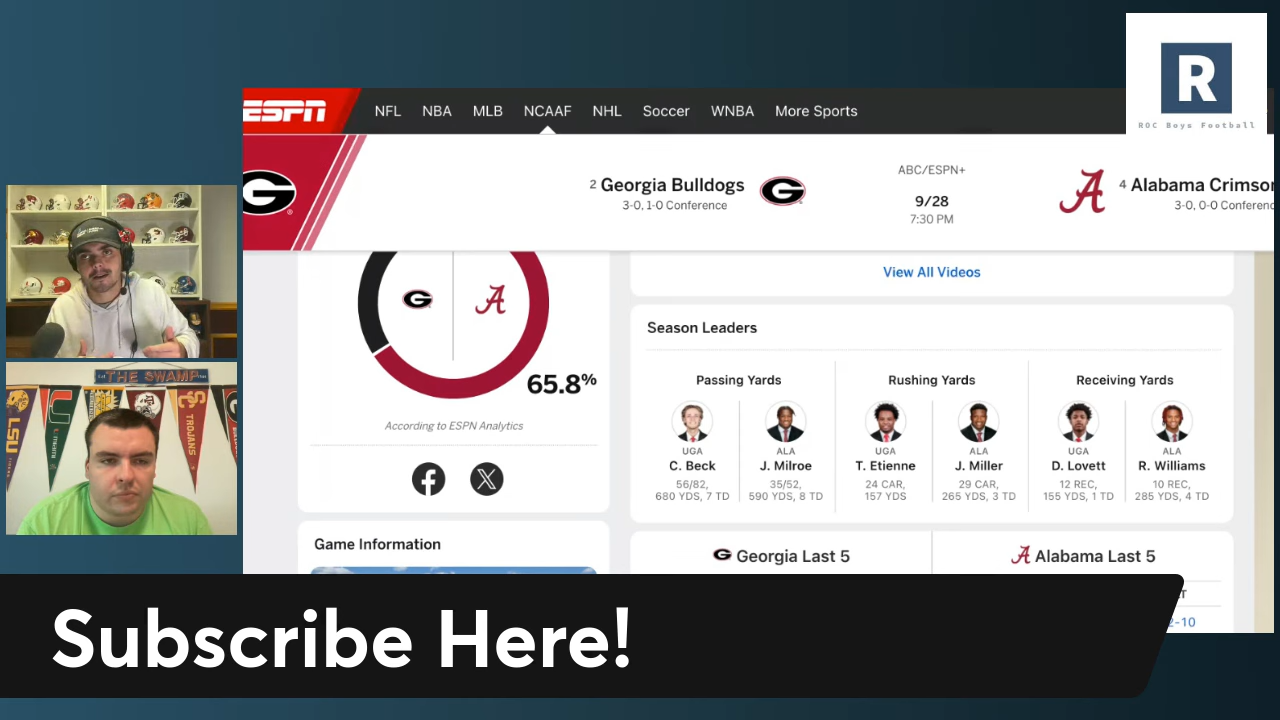 R
ROC Boys Football
ESPN
NFL NBA MLB NCAAF NHL Soccer WNBA More Sports
2 Georgia Bulldogs
3-0, 1-0 Conference
G
ABC/ESPN+
9/28
7:30 PM
4 Alabama Crimson
3-0, 0-0 Conferenc
65.8%
According to ESPN Analytics
Game Information
View All Videos
Season Leaders
Passing Yards Rushing Yards Receiving Yards
UGA ALA UGA ALA UGA ALA
C. Beck J. Milroe T. Etienne J. Miller D. Lovett R. Williams
56/82, 35/52, 24 CAR, 29 CAR, 12 REC, 10 REC,
680 YDS, 7 TD 590 YDS, 8 TD 157 YDS 265 YDS, 3 TD 155 YDS, 1 TD 285 YDS, 4 TD
Georgia Last 5 Alabama Last 5
2-10
THE SWAMP
LSU
U
MIAMI
SC
TROJANS
Subscribe Here!